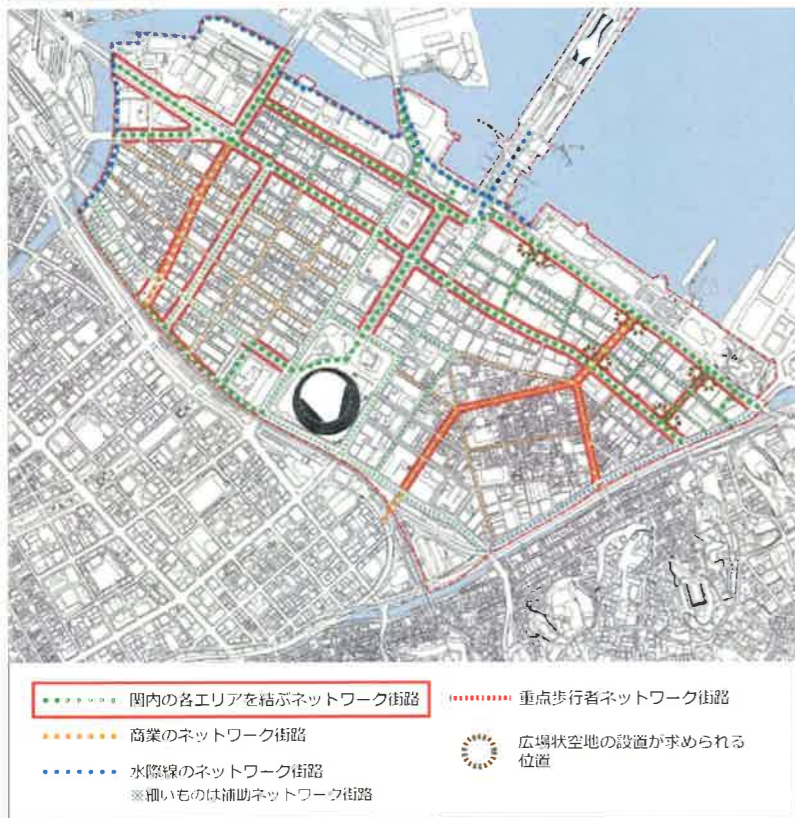 関内の各エリアを結ぶネットワーク街路
商業のネットワーク街路
水際線のネットワーク街路
※細いものは補助ネットワーク街路
重点歩行者ネットワーク街路
広場状空地の設置が求められる
位置